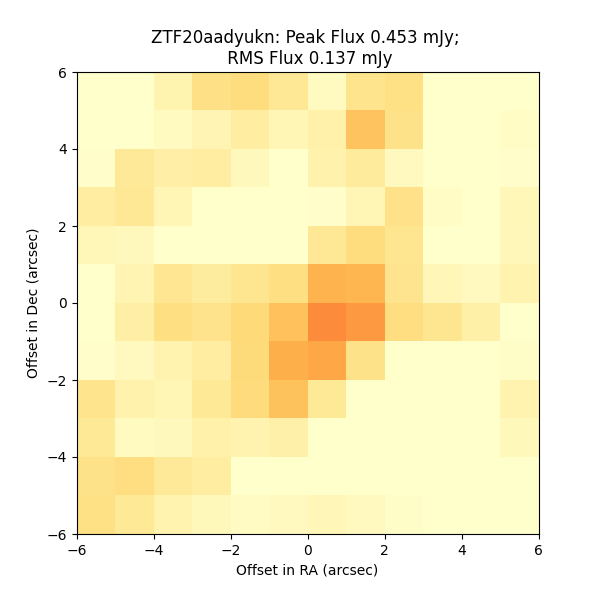 ZTF20aadyukn: Peak Flux 0.453 mJy;
RMS Flux 0.137 mJy
6
4
2
0
−2
−4
−6
Offset in Dec (arcsec)
−6 −4 −2 0 2 4 6
Offset in RA (arcsec)